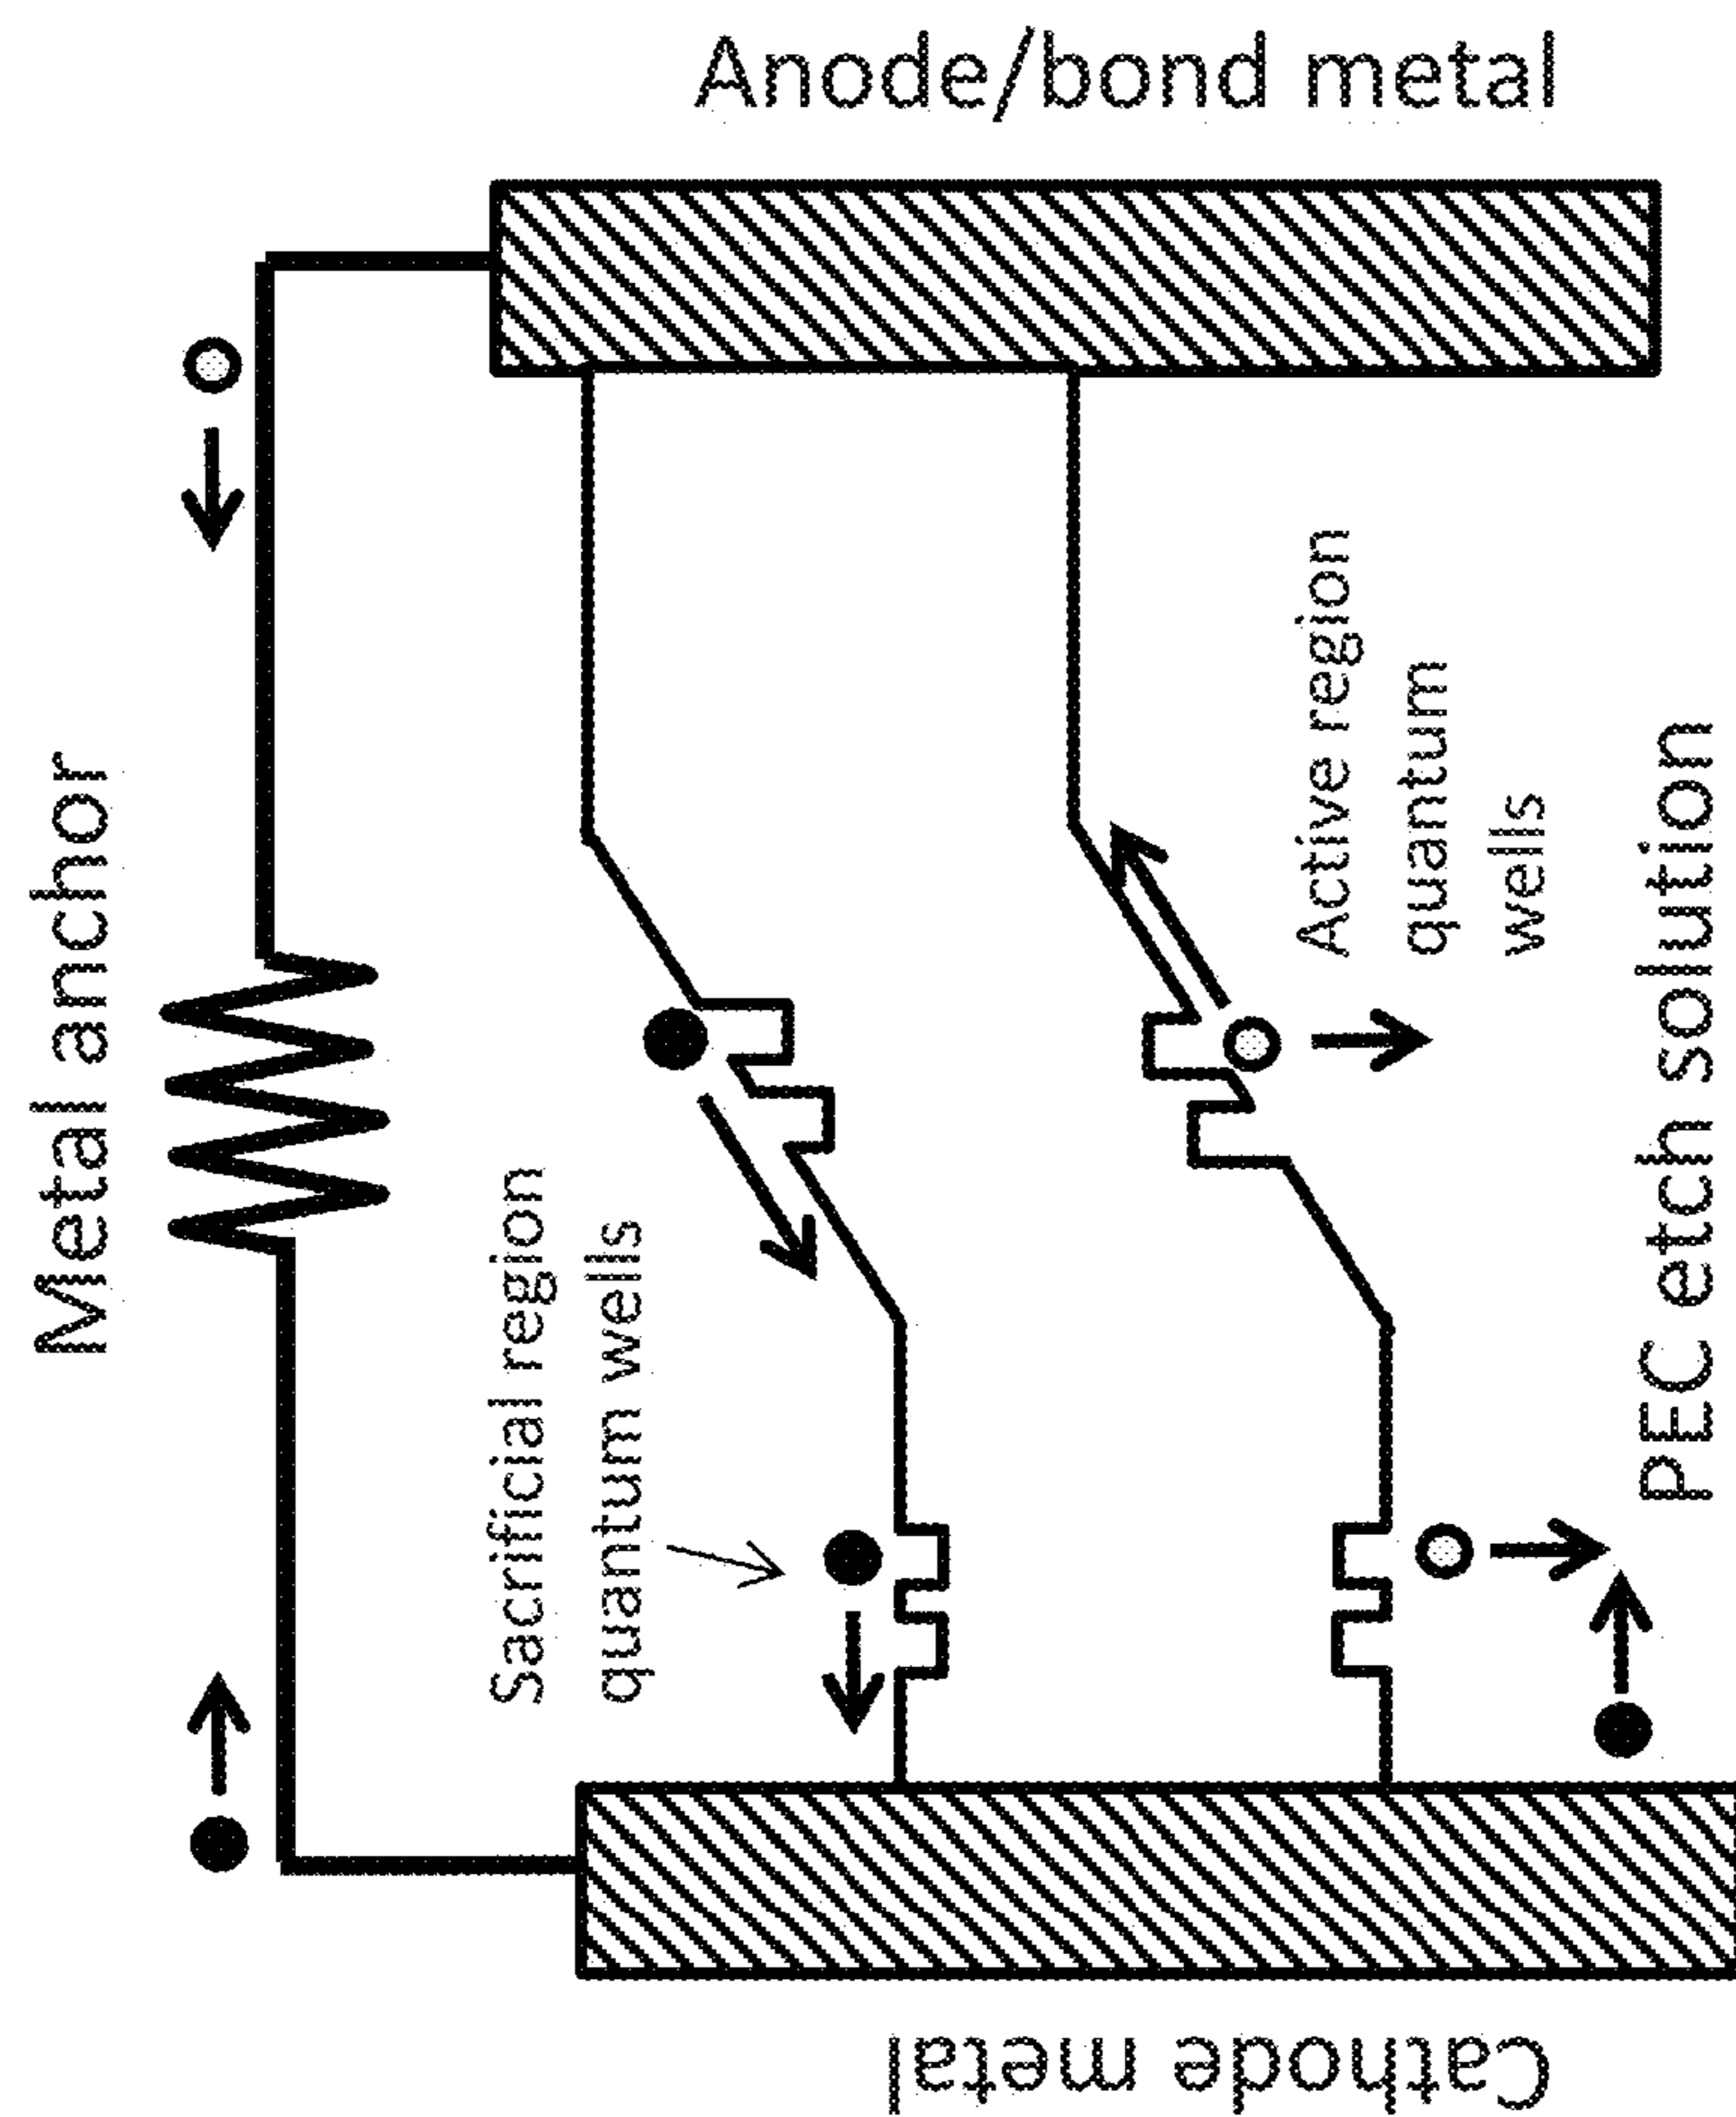 Metal anchor
Anode/bond metal
Sacrificial region
quantum wells
Active region
quantum
wells
PEC etch solution
Cathode metal